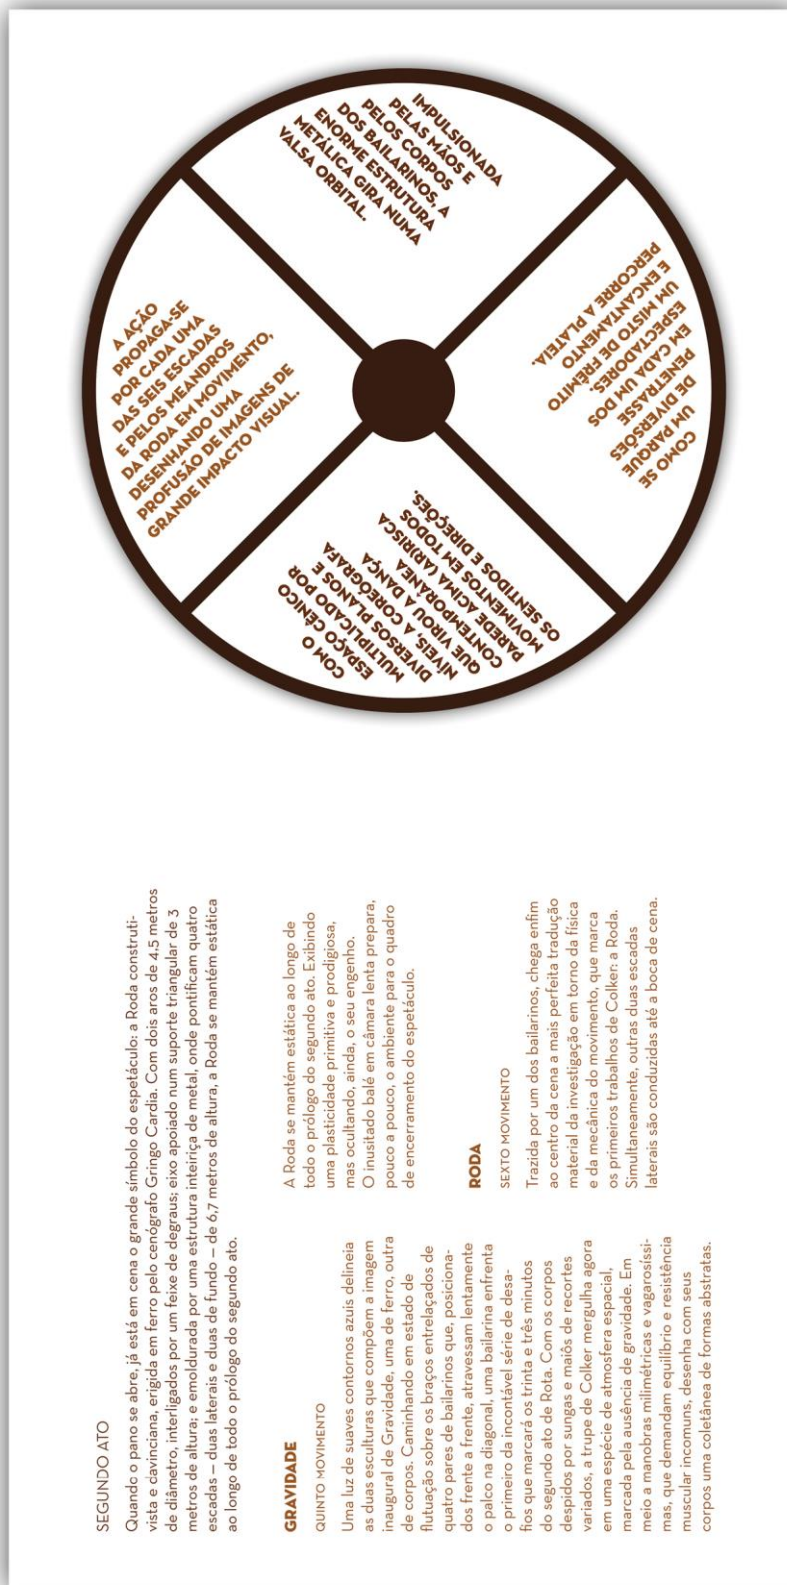 SEGUNDO ATO
Quando o pano se abre, já está em cena o grande símbolo do espetáculo: a Roda construti-
vista e davinciana, erigida em ferro pelo cenógrafo Gringo Cardia. Com dois aros de 4,5 metros
de diâmetro, interligados por um feixe de degraus; eixo apoiado num suporte triangular de 3
metros de altura; e emoldurada por uma estrutura inteiriça de metal, onde pontificam quatro
escadas – duas laterais e duas de fundo – de 6,7 metros de altura, a Roda se mantém estática
ao longo de todo o prólogo do segundo ato.
GRAVIDADE
QUINTO MOVIMENTO
Uma luz de suaves contornos azuis delineia
as duas esculturas que compõem a imagem
inaugural de Gravidade, uma de ferro, outra
de corpos. Caminhando em estado de
flutuação sobre os braços entrelaçados de
quatro pares de bailarinos que, posiciona-
dos frente a frente, atravessam lentamente
o palco na diagonal, uma bailarina enfrenta
o primeiro da incontável série de desa-
fios que marcará os trinta e três minutos
do segundo ato de Rota. Com os corpos
despidos por sungas e maiôs de recortes
variados, a trupe de Colker mergulha agora
em uma espécie de atmosfera espacial,
marcada pela ausência de gravidade. Em
meio a manobras milimétricas e vagarosíssi-
mas, que demandam equilíbrio e resistência
muscular incomuns, desenha com seus
corpos uma coletânea de formas abstratas.
A Roda se mantém estática ao longo de
todo o prólogo do segundo ato. Exibindo
uma plasticidade primitiva e prodigiosa,
mas ocultando, ainda, o seu engenho.
O inusitado balé em câmara lenta prepara,
pouco a pouco, o ambiente para o quadro
de encerramento do espetáculo.
RODA
SEXTO MOVIMENTO
Trazida por um dos bailarinos, chega enfim
ao centro da cena a mais perfeita tradução
material da investigação em torno da física
e da mecânica do movimento, que marca
os primeiros trabalhos de Colker: a Roda.
Simultaneamente, outras duas escadas
laterais são conduzidas até a boca de cena.
COM O
ESPAÇO CÊNICO
MULTIPLICADO POR
DIVERSOS PLANOS E
NÍVEIS, A COREÓGRAFA
QUE VIROU A DANÇA
CONTEMPORÂNEA
PAREDE ACIMA (AR)RISCA
MOVIMENTOS EM TODOS
OS SENTIDOS E DIREÇÕES.
A AÇÃO
PROPAGA-SE
POR CADA UMA
DAS SEIS ESCADAS
E PELOS MEANDROS
DA RODA EM MOVIMENTO,
DESENHANDO UMA
PROFUSÃO DE IMAGENS DE
GRANDE IMPACTO VISUAL.
IMPULSIONADA
PELAS MÃOS E
PELOS CORPOS
DOS BAILARINOS, A
ENORME ESTRUTURA
METÁLICA GIRA NUMA
VALSA ORBITAL.
COMO SE
UM PARQUE
DE DIVERSÕES
PENETRASSE
EM CADA UM DOS
ESPECTADORES,
UM MISTO DE FRÊMITO
E ENCANTAMENTO
PERCORRE A PLATEIA.